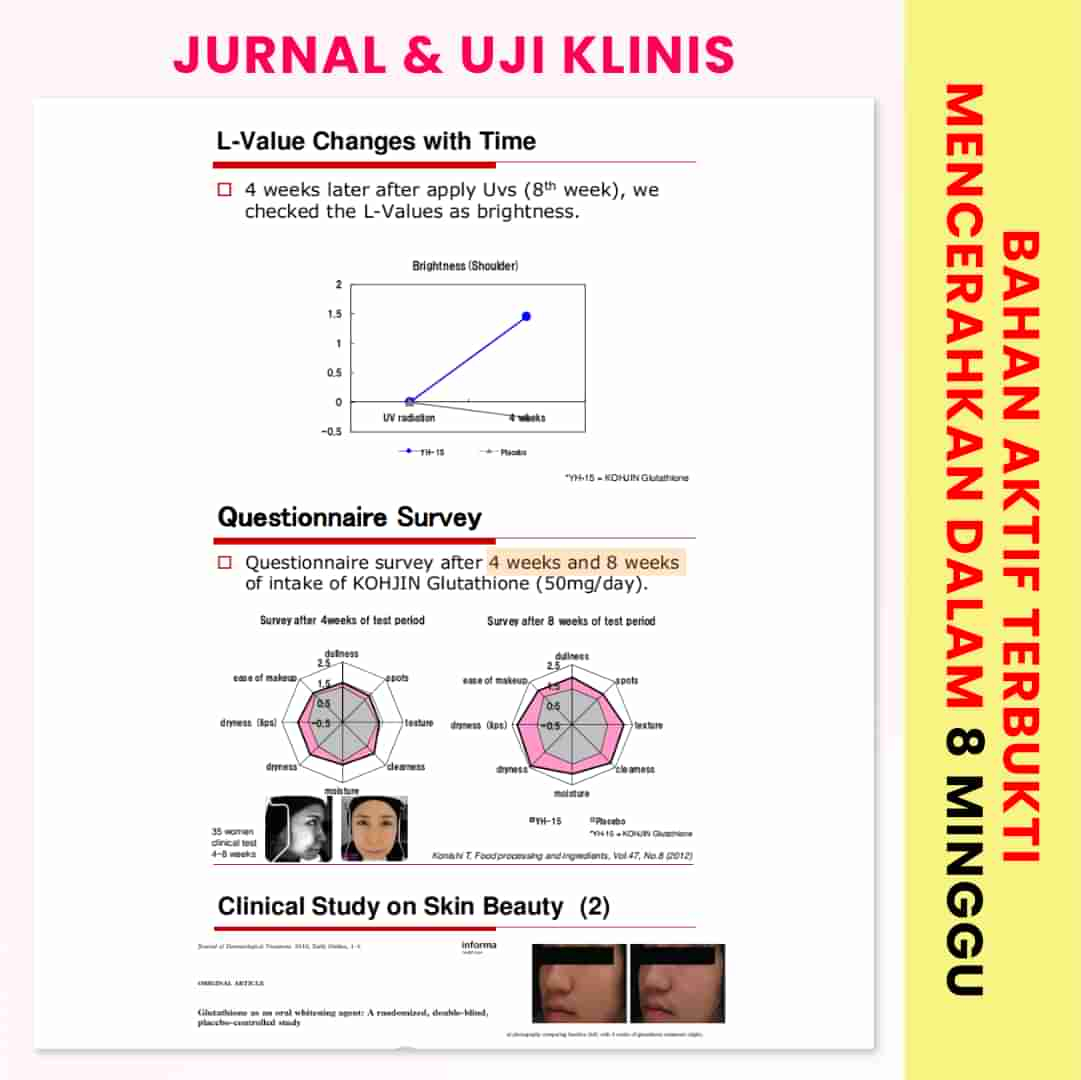 JURNAL & UJI KLINIS
L-Value Changes with Time
4 weeks later after apply Uvs (8th week), we
checked the L-Values as brightness.
Brightness (Shoulder)
2
1.5
1
0.5
0
-0.5
UV radiation
4 weeks
YH-15
Placebo
*YH-15 = KOHJIN Glutathione
Questionnaire Survey
Questionnaire survey after 4 weeks and 8 weeks
of intake of KOHJIN Glutathione (50mg/day).
Survey after 4weeks of test period
dullness
spots
texture
clearness
moisture
dryness
dryness (lips)
ease of makeup
2.5
1.5
0.5
-0.5
Survey after 8 weeks of test period
dullness
spots
texture
clearness
moisture
dryness
dryness (lips)
ease of makeup
2.5
1.5
0.5
-0.5
YH-15
Placebo
*YH-15 = KOHJIN Glutathione
35 women
clinical test
4-8 weeks
Konishi T, Food processing and ingredients, Vol.47, No.8 (2012)
Clinical Study on Skin Beauty (2)
Journal of Dermatological Treatment. 2010; Early Online, 1-6
informa
healthcare
ORIGINAL ARTICLE
Glutathione as an oral whitening agent: A randomized, double-blind,
placebo-controlled study
BAHAN AKTIF TERBUKTI
MENCERAHKAN DALAM 8 MINGGU